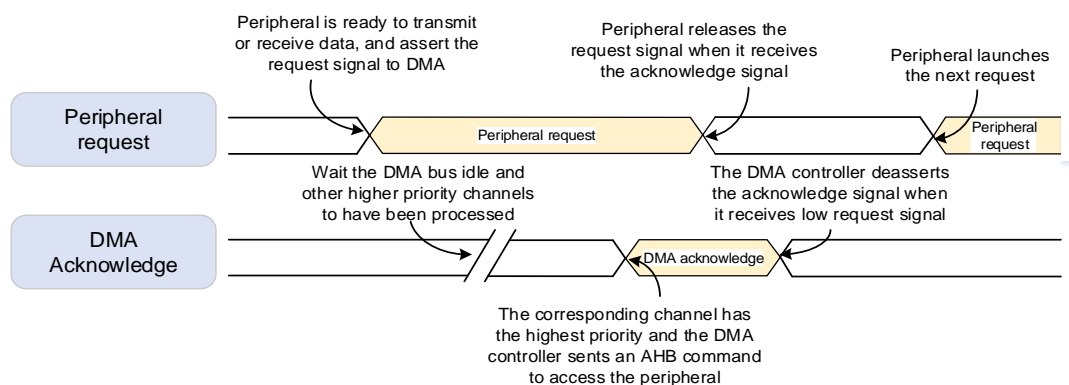 Peripheral is ready to transmit
or receive data, and assert the
request signal to DMA
Peripheral releases the
request signal when it receives
the acknowledge signal
Peripheral launches
the next request
Peripheral
request
Peripheral request
Peripheral
request
Wait the DMA bus idle and
other higher priority channels
to have been processed
The DMA controller deasserts
the acknowledge signal when
it receives low request signal
DMA
Acknowledge
DMA acknowledge
The corresponding channel has
the highest priority and the DMA
controller sents an AHB command
to access the peripheral